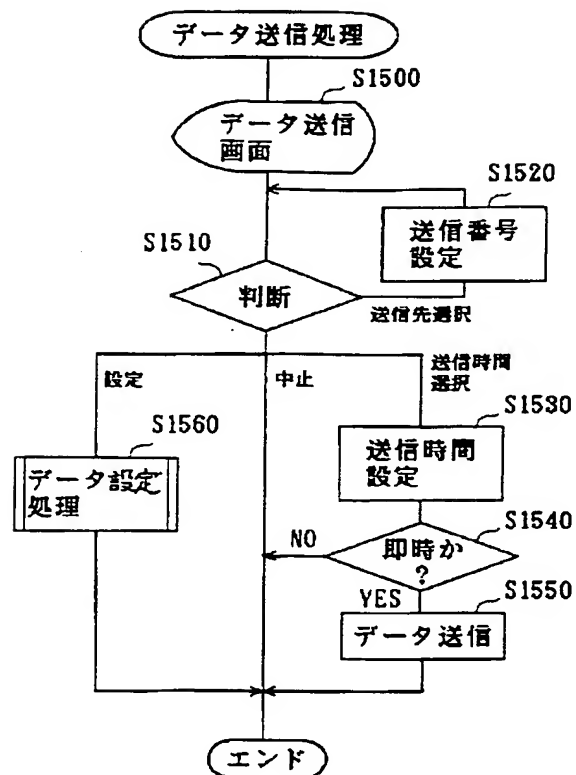 データ送信処理
S1500
データ送信
画面
S1520
送信番号
設定
S1510
判断
送信先選択
設定
中止
送信時間
選択
S1560
S1530
データ設定
処理
送信時間
設定
S1540
NO
即時か
?
YES
S1550
データ送信
エンド